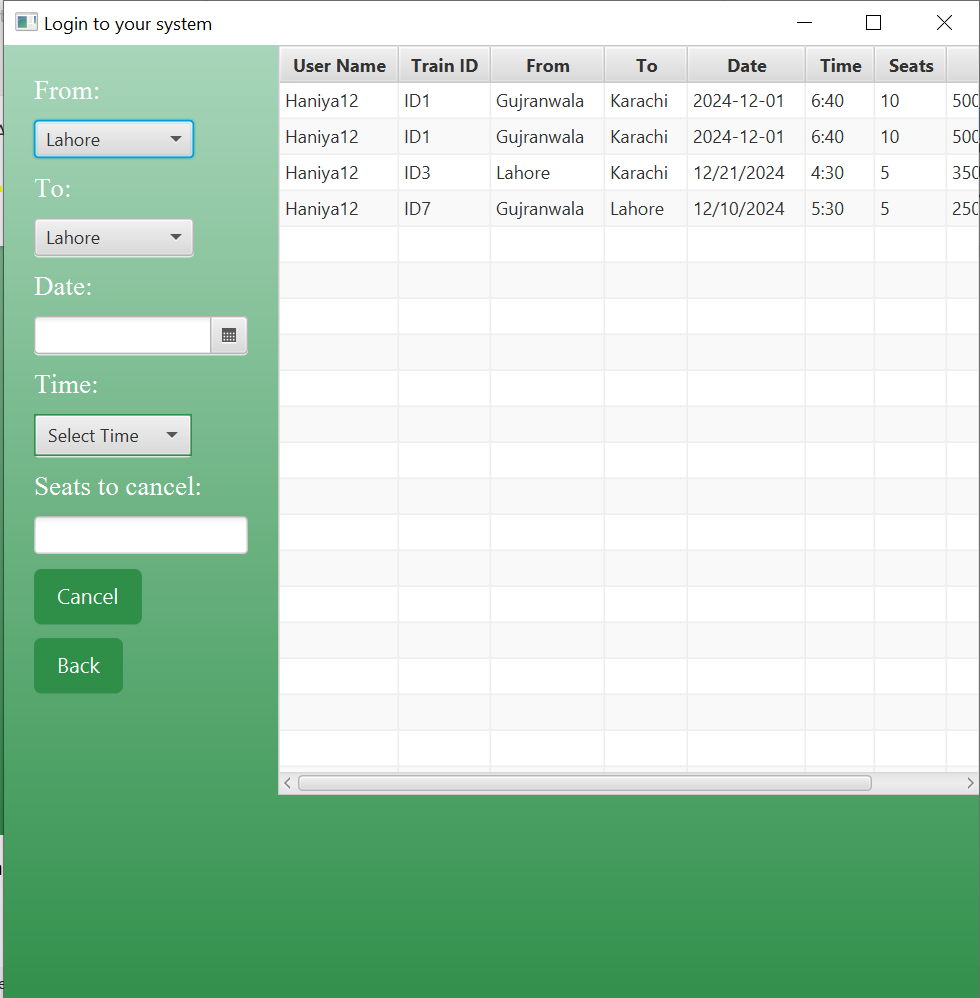 Login to your system
From:
Lahore
To:
Lahore
Date:
Time:
Select Time
Seats to cancel:
Cancel
Back
User Name Train ID From To Date Time Seats
Haniya12 ID1 Gujranwala Karachi 2024-12-01 6:40 10 500
Haniya12 ID1 Gujranwala Karachi 2024-12-01 6:40 10 500
Haniya12 ID3 Lahore Karachi 12/21/2024 4:30 5 350
Haniya12 ID7 Gujranwala Lahore 12/10/2024 5:30 5 250